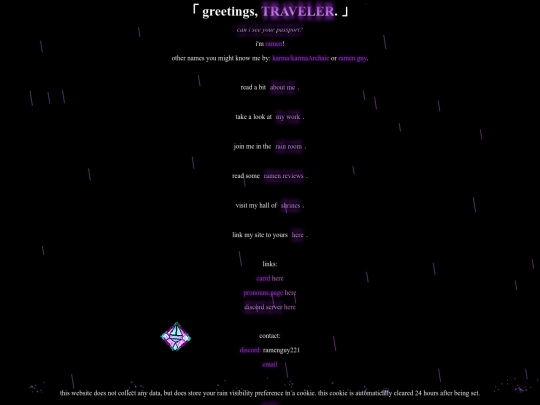 「 greetings, TRAVELER. 」
can i see your passport?
i'm ramen!
other names you might know me by: karma/karmaArchaic or ramen guy.
read a bit about me .
take a look at my work .
join me in the rain room .
read some ramen reviews .
visit my hall of shrines .
link my site to yours here .
links:
carrd here
pronouns.page here
discord server here
contact:
discord: ramenguy221
email
this website does not collect any data, but does store your rain visibility preference in a cookie. this cookie is automatically cleared 24 hours after being set.